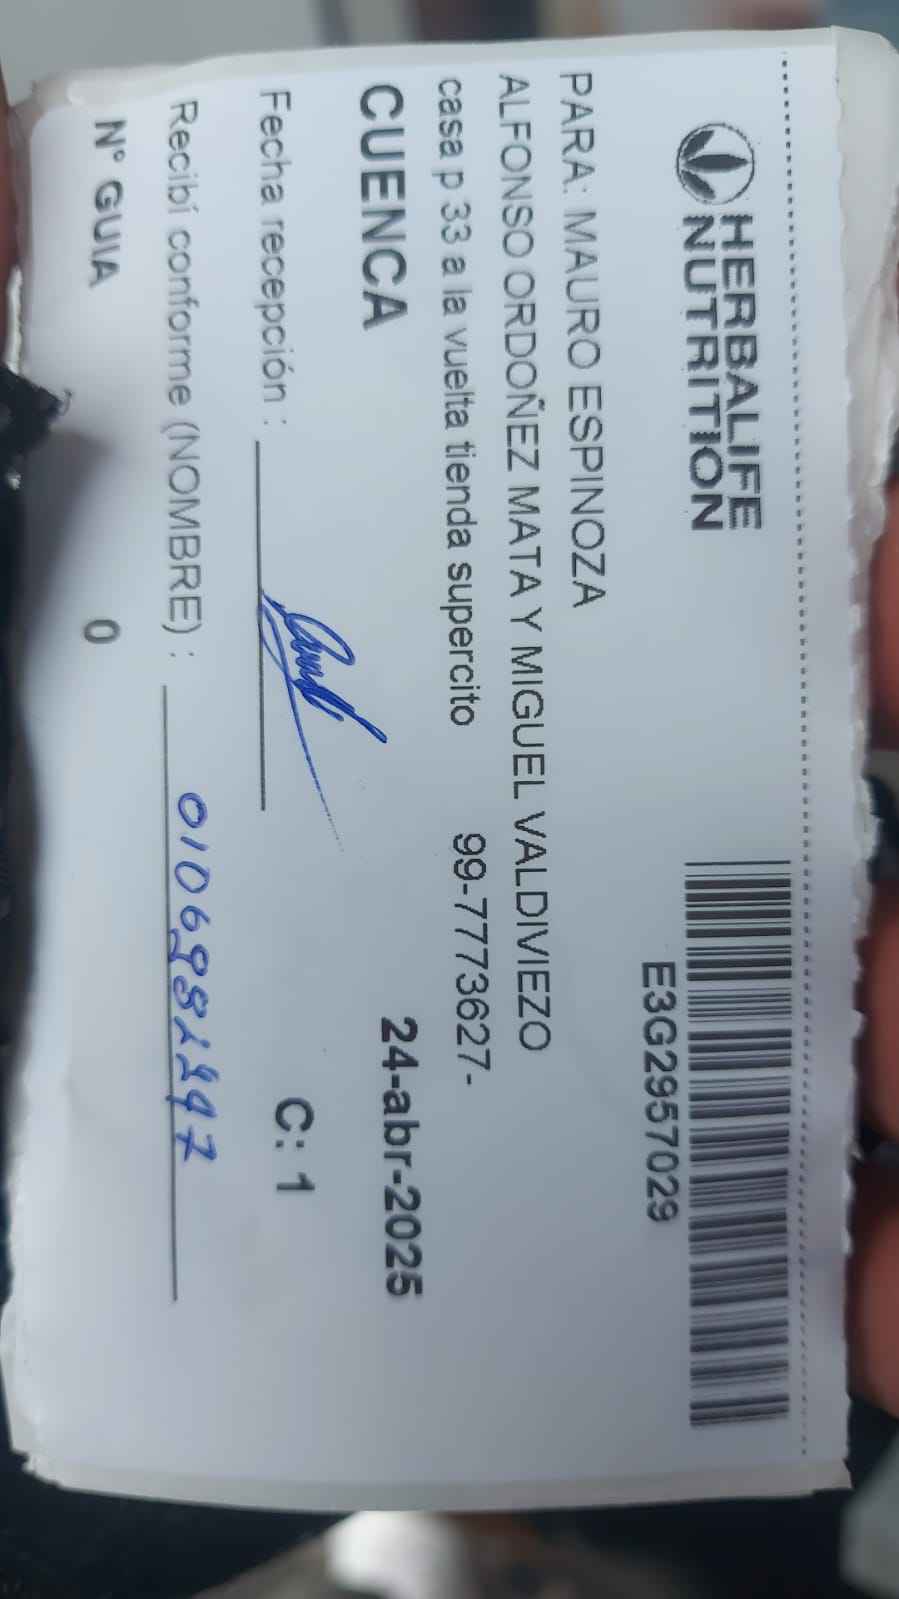 HERBALIFE
NUTRITION
E3G2957029
PARA: MAURO ESPINOZA
ALFONSO ORDOÑEZ MATA Y MIGUEL VALDIVIEZO
casa p 33 a la vuelta tienda supercito 99-7773627-
CUENCA 24-abr-2025
Fecha recepción :
C: 1
Recibí conforme (NOMBRE) :
N° GUIA 0